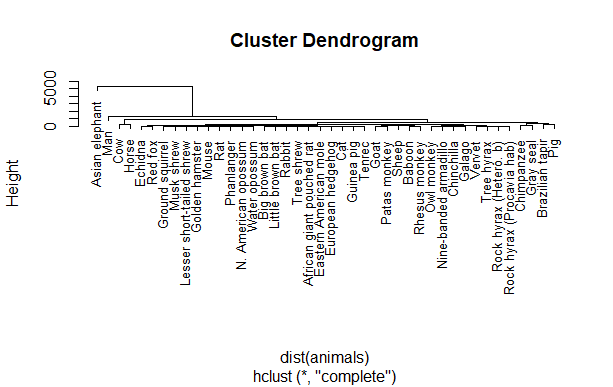 Cluster Dendrogram
Height
5000
0
Asian elephant
Man
Cow
Horse
Echidna
Red fox
Ground squirrel
Musk shrew
Lesser short-tailed shrew
Golden hamster
Mouse
Rat
Phanlanger
N. American opossum
Water opossum
Big brown bat
Little brown bat
Rabbit
Tree shrew
African giant pouched rat
Eastern American mole
European hedgehog
Cat
Guinea pig
Tenrec
Goat
Patas monkey
Sheep
Baboon
Rhesus monkey
Owl monkey
Nine-banded armadillo
Chinchilla
Galago
Vervet
Tree hyrax
Rock hyrax (Hetero. b)
Rock hyrax (Procavia hab)
Chimpanzee
Gray seal
Brazilian tapir
Pig
dist(animals)
hclust (*, "complete")